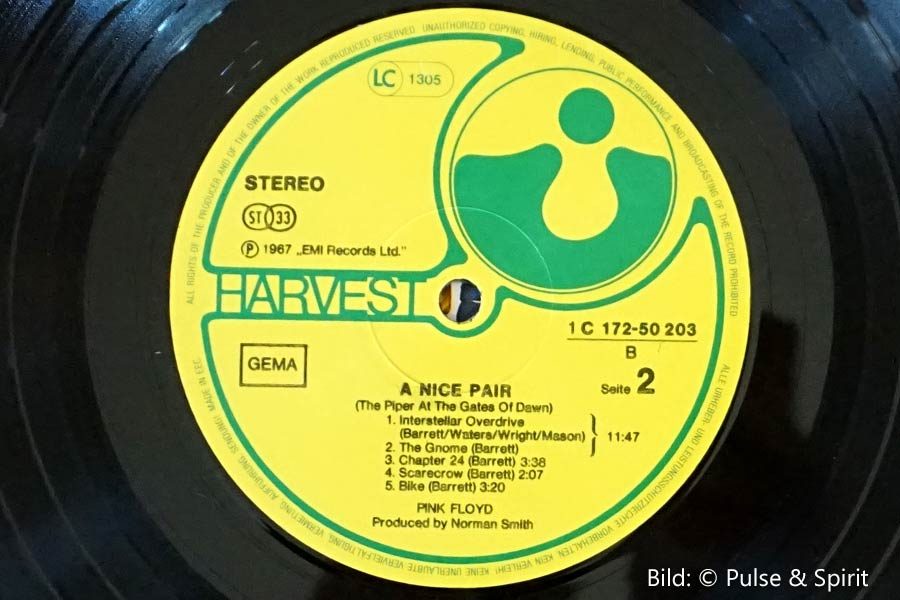 ALL RIGHTS OF THE PRODUCER AND OF THE OWNER OF THE WORK REPRODUCED RESERVED. UNAUTHORIZED COPYING, HIRING, LENDING, PUBLIC PERFORMANCE AND BROADCASTING OF THE RECORD PROHIBITED
LC 1305
STEREO
ST 33
Ⓟ 1967 „EMI Records Ltd."
HARVEST
1 C 172-50 203
B
Seite 2
GEMA
A NICE PAIR
(The Piper At The Gates Of Dawn)
1. Interstellar Overdrive
(Barrett/Waters/Wright/Mason)
2. The Gnome (Barrett)
11:47
3. Chapter 24 (Barrett) 3:38
4. Scarecrow (Barrett) 2:07
5. Bike (Barrett) 3:20
PINK FLOYD
Produced by Norman Smith
ALLE URHEBER- UND LEISTUNGSSCHUTZRECHTE VORBEHALTEN. KEIN VERLEIH! KEINE UNERLAUBTE VERVIELFÄLTIGUNG, VERMIETUNG, AUFFÜHRUNG, SENDUNG! MADE IN EEC
Bild: © Pulse & Spirit